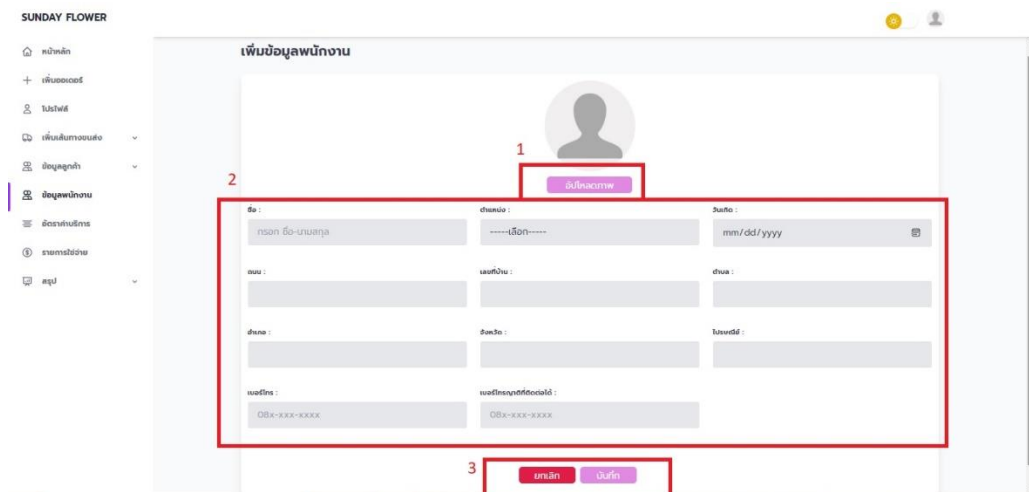 SUNDAY FLOWER
หน้าหลัก
เพิ่มออเดอร์
โปรไฟล์
เพิ่มเส้นทางขนส่ง
ข้อมูลลูกค้า
ข้อมูลพนักงาน
อัตราค่าบริการ
รายการใช้จ่าย
สรุป
เพิ่มข้อมูลพนักงาน
1
อัปโหลดภาพ
2
ชื่อ : ตำแหน่ง : วันเกิด :
กรอก ชื่อ-นามสกุล -----เลือก----- mm/dd/yyyy
ถนน : เลขที่บ้าน : ตำบล :
อำเภอ : จังหวัด : ไปรษณีย์ :
เบอร์โทร : เบอร์โทรญาติที่ติดต่อได้ :
08x-xxx-xxxx 08x-xxx-xxxx
3
ยกเลิก บันทึก